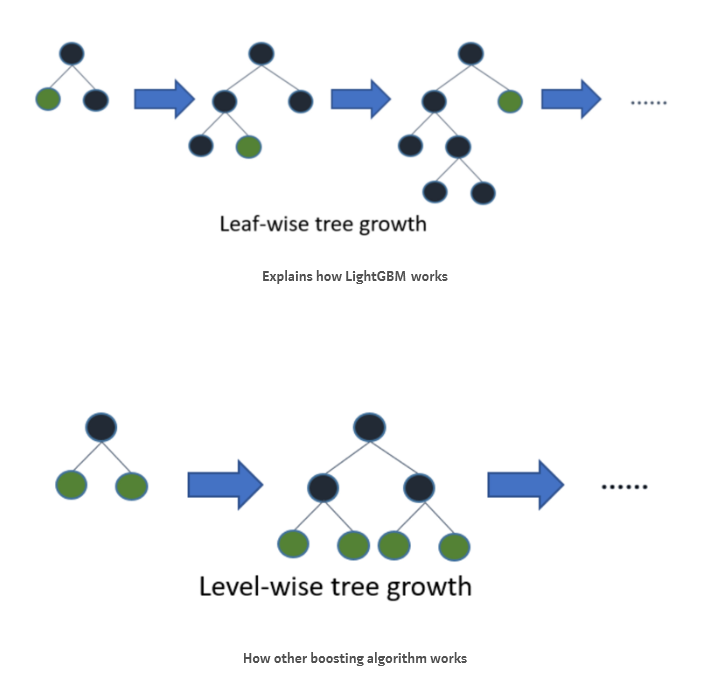 ......
Leaf-wise tree growth
Explains how LightGBM works
......
Level-wise tree growth
How other boosting algorithm works